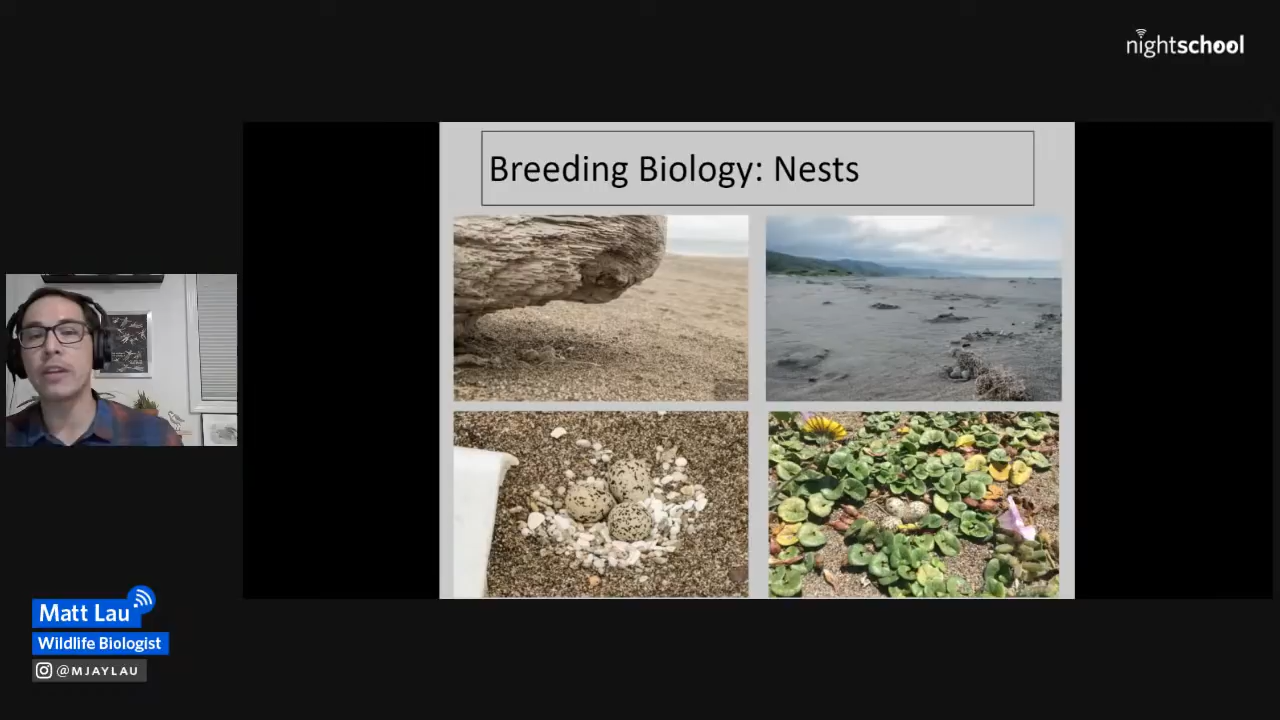 nightschool
Breeding Biology: Nests
Matt Lau
Wildlife Biologist
@MJAYLAU